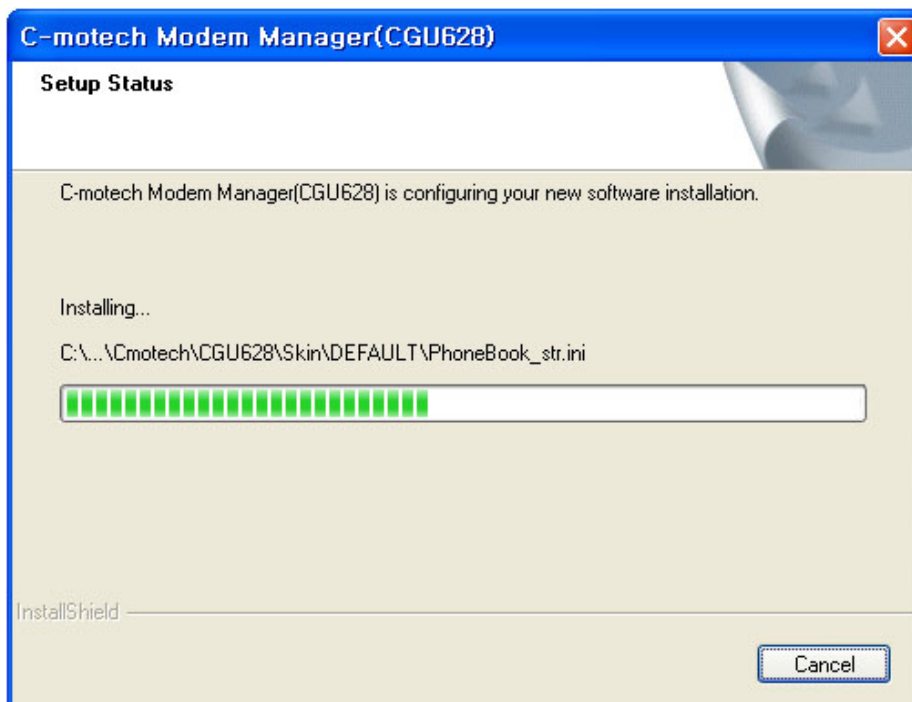 C-motech Modem Manager(CGU628)
Setup Status
C-motech Modem Manager(CGU628) is configuring your new software installation.
Installing...
C:\...\Cmotech\CGU628\Skin\DEFAULT\PhoneBook_str.ini
InstallShield
Cancel